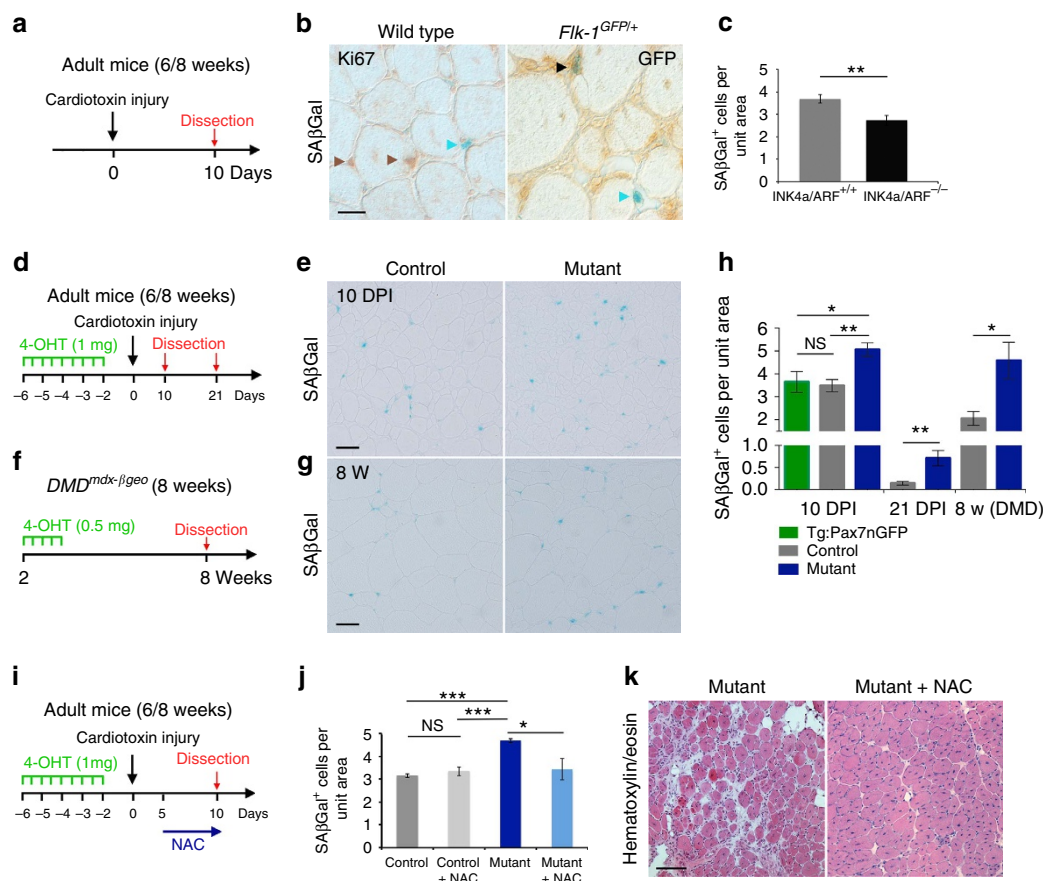 a
Adult mice (6/8 weeks)
Cardiotoxin injury
Dissection
0
10 Days
b
Wild type
Flk-1^GFP/+
Ki67
GFP
SAβGal
c
SAβGal⁺ cells per
unit area
5
4
3
2
1
0
**
INK4a/ARF^+/+
INK4a/ARF^−/−
d
Adult mice (6/8 weeks)
Cardiotoxin injury
4-OHT (1 mg)
Dissection
−6 −5 −4 −3 −2 0 10 21 Days
e
Control
Mutant
10 DPI
SAβGal
f
DMD^mdx-βgeo (8 weeks)
4-OHT (0.5 mg)
Dissection
2
8 Weeks
g
8 W
SAβGal
h
SAβGal⁺ cells per unit area
6
5
4
3
2
1.0
0.5
0.0
*
NS
**
**
*
10 DPI
21 DPI
8 w (DMD)
Tg:Pax7nGFP
Control
Mutant
i
Adult mice (6/8 weeks)
Cardiotoxin injury
4-OHT (1mg)
Dissection
−6 −5 −4 −3 −2 0 5 10 Days
NAC
j
SAβGal⁺ cells per
unit area
5
4
3
2
1
0
***
NS
***
*
Control
Control
+ NAC
Mutant
Mutant
+ NAC
k
Mutant
Mutant + NAC
Hematoxylin/eosin